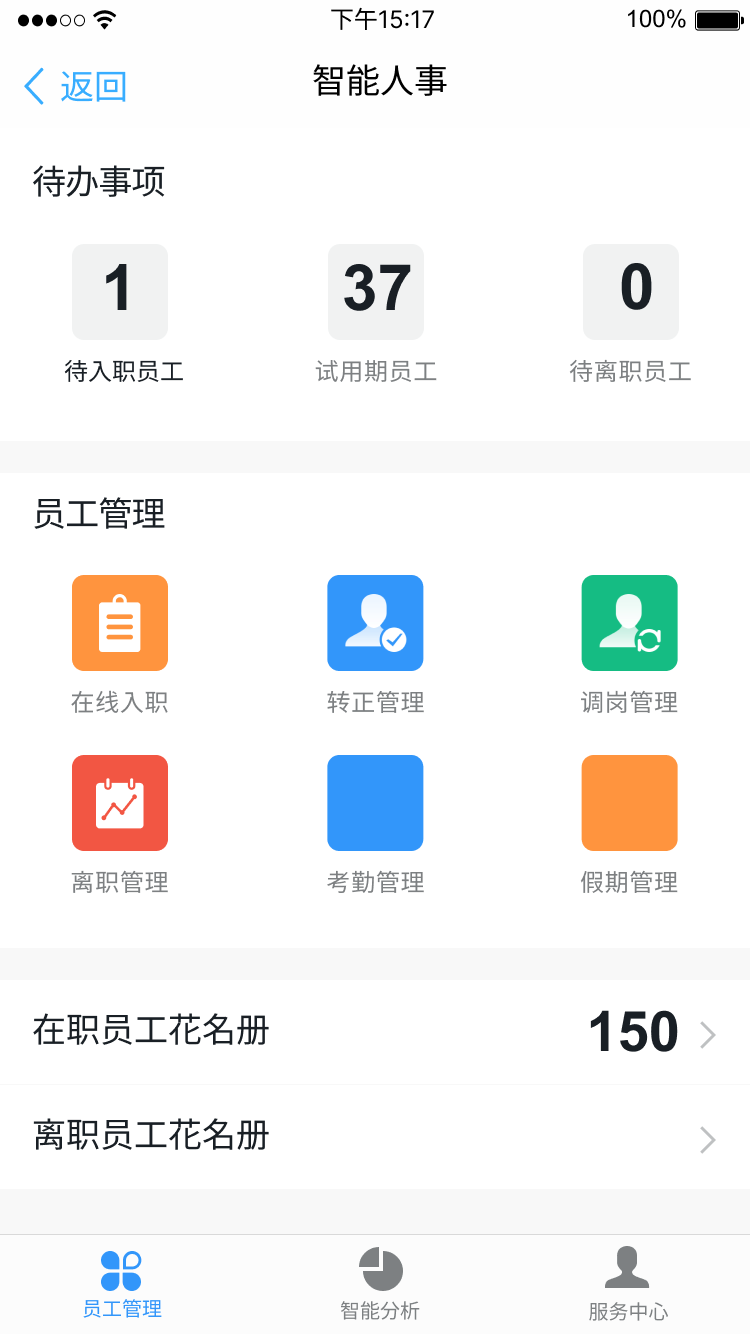 下午15:17
100%
返回
智能人事
待办事项
1 37 0
待入职员工 试用期员工 待离职员工
员工管理
在线入职 转正管理 调岗管理
离职管理 考勤管理 假期管理
在职员工花名册 150
离职员工花名册
员工管理 智能分析 服务中心